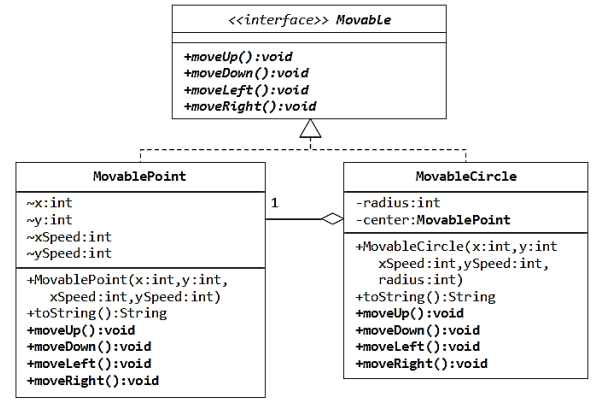 <<interface>> Movable
+moveUp():void
+moveDown():void
+moveLeft():void
+moveRight():void
MovablePoint
~x:int
~y:int
~xSpeed:int
~ySpeed:int
+MovablePoint(x:int,y:int,
xSpeed:int,ySpeed:int)
+toString():String
+moveUp():void
+moveDown():void
+moveLeft():void
+moveRight():void
1
MovableCircle
-radius:int
-center:MovablePoint
+MovableCircle(x:int,y:int
xSpeed:int,ySpeed:int,
radius:int)
+toString():String
+moveUp():void
+moveDown():void
+moveLeft():void
+moveRight():void